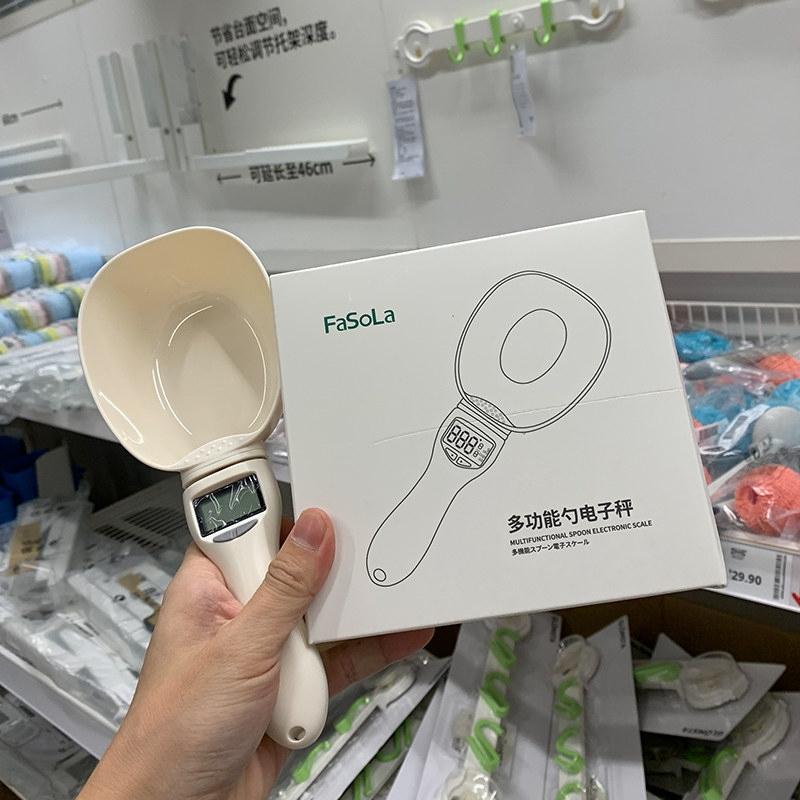 节省台面空间,
可轻松调节托架深度。
可延长至46cm
FaSoLa
888
多功能勺电子秤
MULTIFUNCTIONAL SPOON ELECTRONIC SCALE
多機能スプーン電子スケール
¥29.90